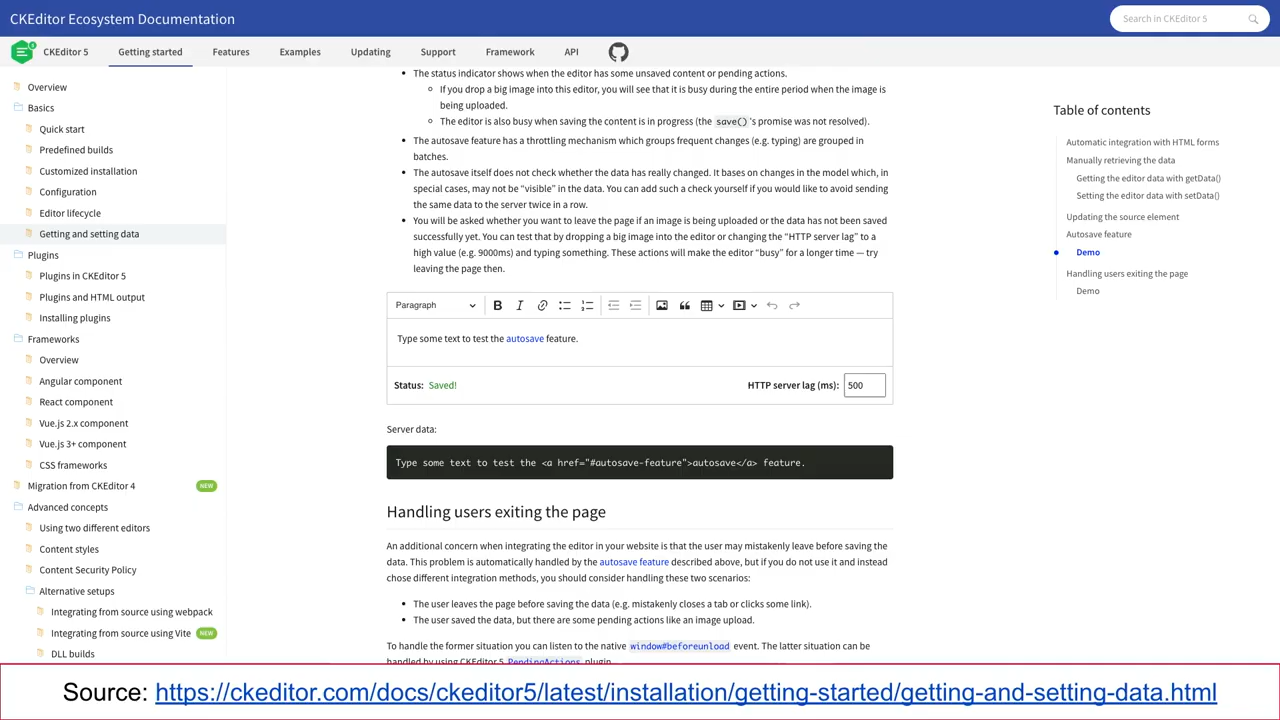 CKEditor Ecosystem Documentation
Search in CKEditor 5
CKEditor 5
Getting started
Features
Examples
Updating
Support
Framework
API
Overview
Basics
Quick start
Predefined builds
Customized installation
Configuration
Editor lifecycle
Getting and setting data
Plugins
Plugins in CKEditor 5
Plugins and HTML output
Installing plugins
Frameworks
Overview
Angular component
React component
Vue.js 2.x component
Vue.js 3+ component
CSS frameworks
Migration from CKEditor 4 NEW
Advanced concepts
Using two different editors
Content styles
Content Security Policy
Alternative setups
Integrating from source using webpack
Integrating from source using Vite NEW
DLL builds
The status indicator shows when the editor has some unsaved content or pending actions.
If you drop a big image into this editor, you will see that it is busy during the entire period when the image is
being uploaded.
The editor is also busy when saving the content is in progress (the save()'s promise was not resolved).
The autosave feature has a throttling mechanism which groups frequent changes (e.g. typing) are grouped in
batches.
The autosave itself does not check whether the data has really changed. It bases on changes in the model which, in
special cases, may not be “visible” in the data. You can add such a check yourself if you would like to avoid sending
the same data to the server twice in a row.
You will be asked whether you want to leave the page if an image is being uploaded or the data has not been saved
successfully yet. You can test that by dropping a big image into the editor or changing the “HTTP server lag” to a
high value (e.g. 9000ms) and typing something. These actions will make the editor “busy” for a longer time — try
leaving the page then.
Paragraph
Type some text to test the autosave feature.
Status: Saved!
HTTP server lag (ms): 500
Server data:
Type some text to test the <a href="#autosave-feature">autosave</a> feature.
Handling users exiting the page
An additional concern when integrating the editor in your website is that the user may mistakenly leave before saving the
data. This problem is automatically handled by the autosave feature described above, but if you do not use it and instead
chose different integration methods, you should consider handling these two scenarios:
The user leaves the page before saving the data (e.g. mistakenly closes a tab or clicks some link).
The user saved the data, but there are some pending actions like an image upload.
To handle the former situation you can listen to the native window#beforeunload event. The latter situation can be
handled by using CKEditor 5 PendingActions plugin.
Table of contents
Automatic integration with HTML forms
Manually retrieving the data
Getting the editor data with getData()
Setting the editor data with setData()
Updating the source element
Autosave feature
Demo
Handling users exiting the page
Demo
Source: https://ckeditor.com/docs/ckeditor5/latest/installation/getting-started/getting-and-setting-data.html